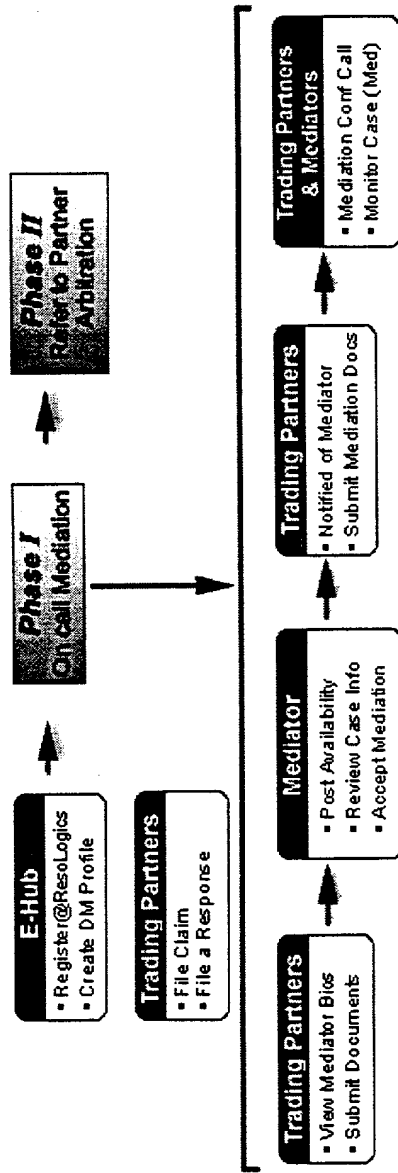 E-Hub
▪ Register@ResoLogics
▪ Create DM Profile
Trading Partners
▪ File Claim
▪ File a Response
Phase I
On call Mediation
Phase II
Refer to Partner
Arbitration
Trading Partners
▪ View Mediator Bios
▪ Submit Documents
Mediator
▪ Post Availability
▪ Review Case Info
▪ Accept Mediation
Trading Partners
▪ Notified of Mediator
▪ Submit Mediation Docs
Trading Partners
& Mediators
▪ Mediation Conf Call
▪ Monitor Case (Med)